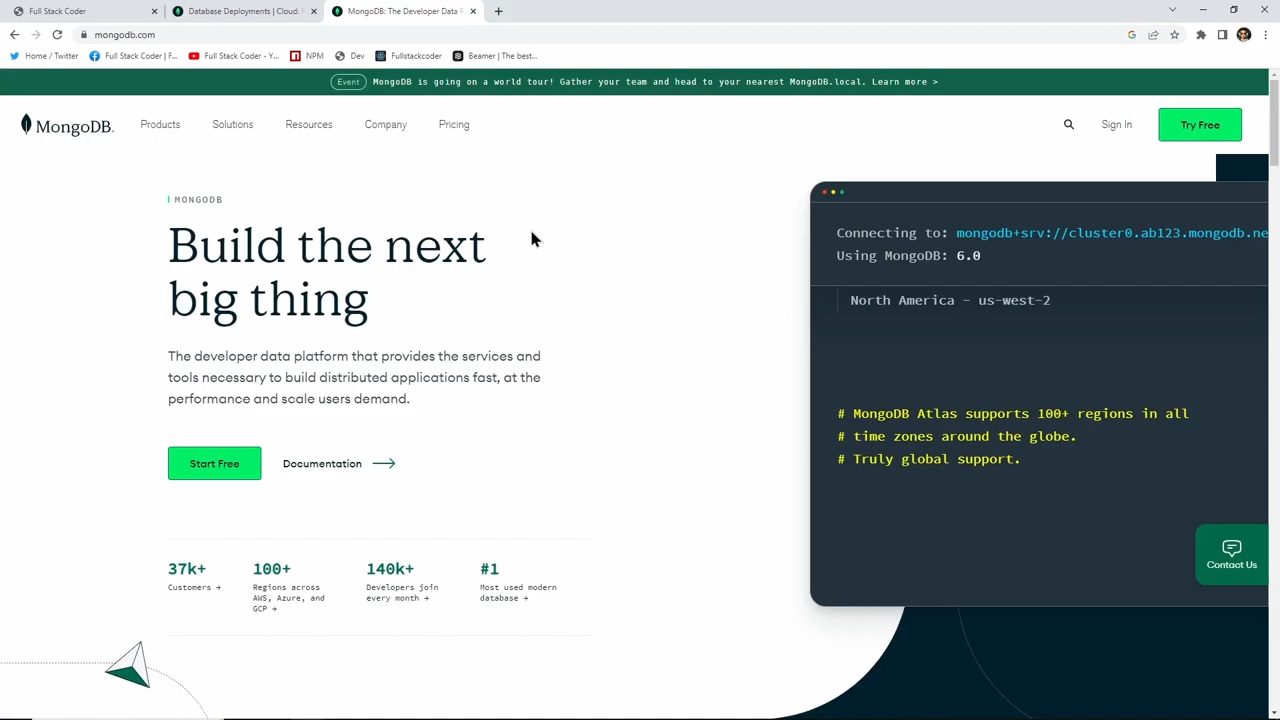 Full Stack Coder
Database Deployments | Cloud:
MongoDB: The Developer Data P
mongodb.com
Home / Twitter
Full Stack Coder | F...
Full Stack Coder - Y...
NPM
Dev
Fullstackcoder
Beamer | The best...
Event
MongoDB is going on a world tour! Gather your team and head to your nearest MongoDB.local. Learn more >
MongoDB.
Products
Solutions
Resources
Company
Pricing
Sign In
Try Free
MONGODB
Build the next
big thing
The developer data platform that provides the services and
tools necessary to build distributed applications fast, at the
performance and scale users demand.
Start Free
Documentation
37k+
Customers →
100+
Regions across
AWS, Azure, and
GCP →
140k+
Developers join
every month →
#1
Most used modern
database →
Connecting to: mongodb+srv://cluster0.ab123.mongodb.ne
Using MongoDB: 6.0
North America - us-west-2
# MongoDB Atlas supports 100+ regions in all
# time zones around the globe.
# Truly global support.
Contact Us